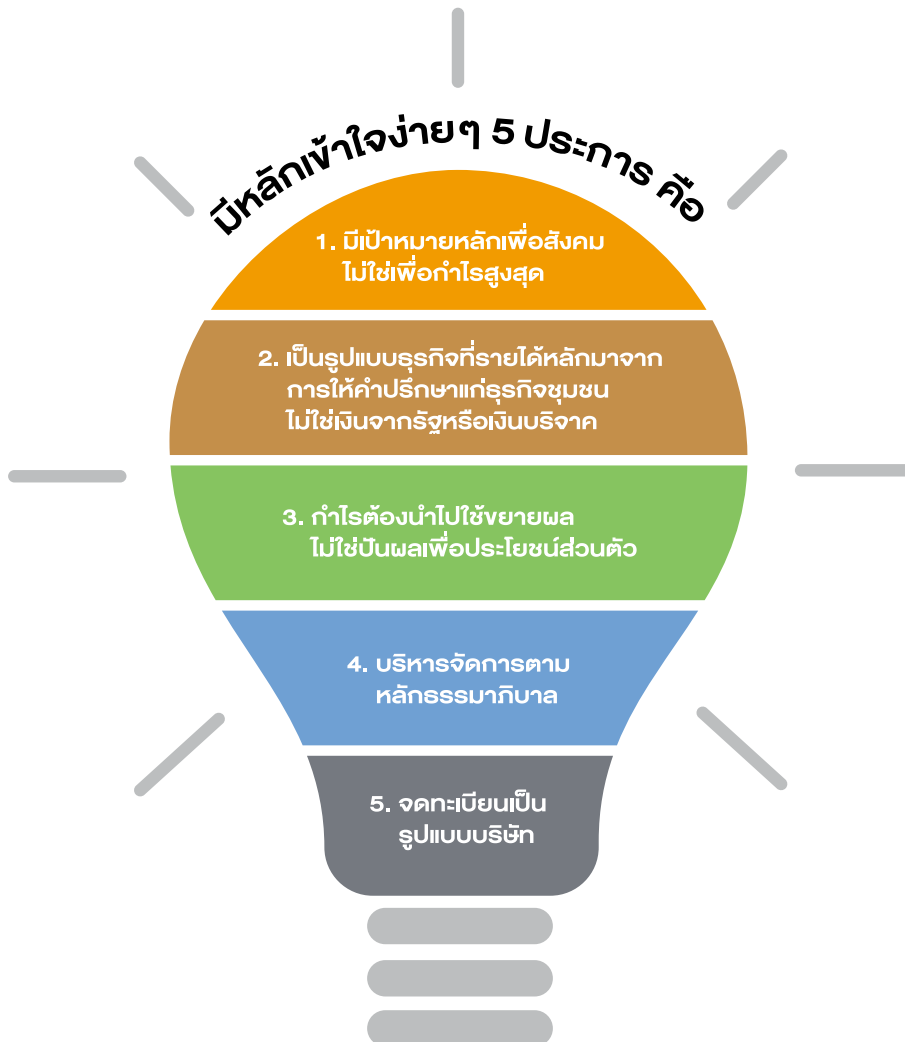 มีหลักเข้าใจง่ายๆ 5 ประการ คือ
1. มีเป้าหมายหลักเพื่อสังคม
ไม่ใช่เพื่อกำไรสูงสุด
2. เป็นรูปแบบธุรกิจที่รายได้หลักมาจาก
การให้คำปรึกษาแก่ธุรกิจชุมชน
ไม่ใช่เงินจากรัฐหรือเงินบริจาค
3. กำไรต้องนำไปใช้ขยายผล
ไม่ใช่ปันผลเพื่อประโยชน์ส่วนตัว
4. บริหารจัดการตาม
หลักธรรมาภิบาล
5. จดทะเบียนเป็น
รูปแบบบริษัท